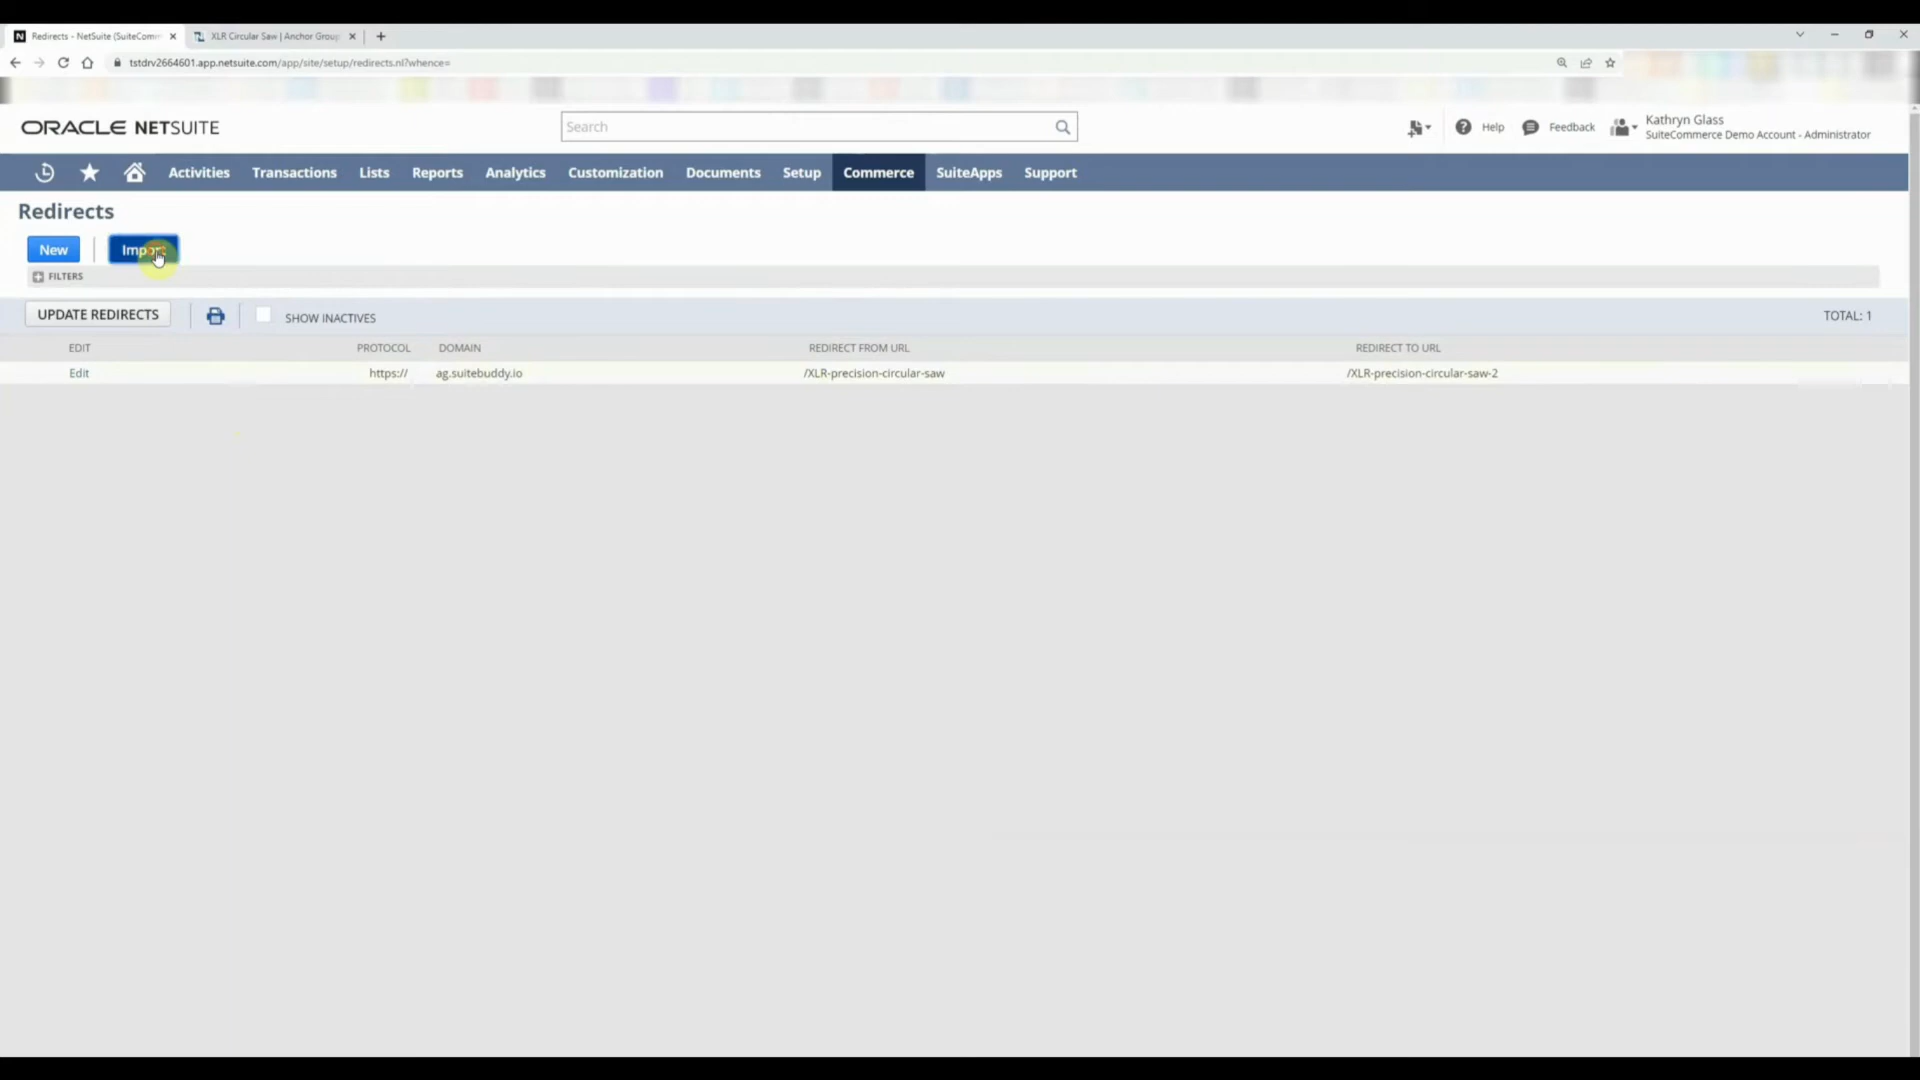 Redirects - NetSuite (SuiteComm
XLR Circular Saw | Anchor Group
tstdrv2664601.app.netsuite.com/app/site/setup/redirects.nl?whence=
ORACLE NETSUITE
Search
Help
Feedback
Kathryn Glass
SuiteCommerce Demo Account - Administrator
Activities Transactions Lists Reports Analytics Customization Documents Setup Commerce SuiteApps Support
Redirects
New
Import
FILTERS
UPDATE REDIRECTS
SHOW INACTIVES
TOTAL: 1
EDIT PROTOCOL DOMAIN REDIRECT FROM URL REDIRECT TO URL
Edit https:// ag.suitebuddy.io /XLR-precision-circular-saw /XLR-precision-circular-saw-2